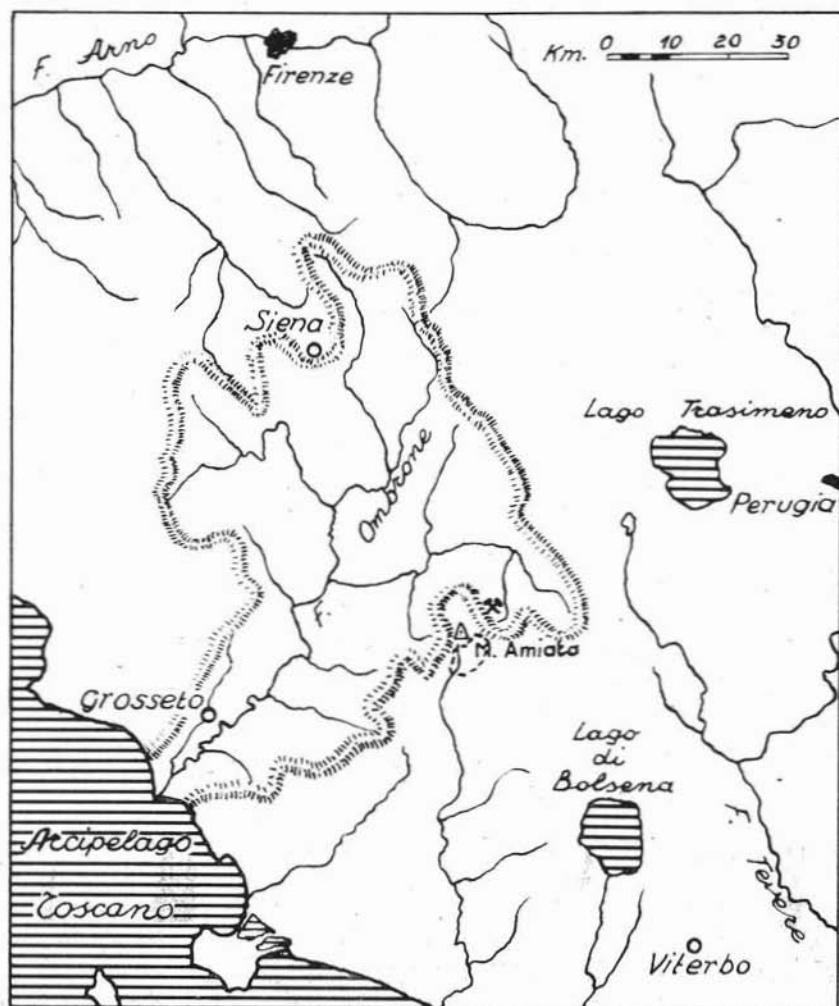 F. Arno
Firenze
Km. 0 10 20 30
Siena
Lago Trasimeno
Perugia
Ombrone
F.
M. Amiata
Grosseto
Lago
di
Bolsena
Arcipelago
Toscano
F. Tevere
Viterbo